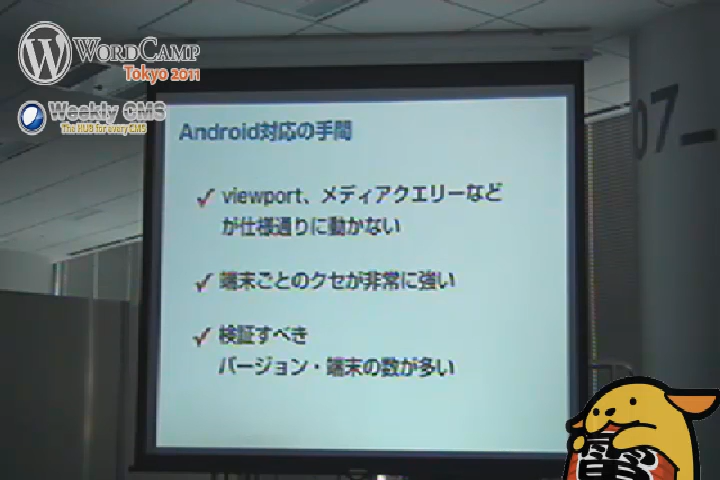 WORDCAMP
Tokyo 2011
Weekly CMS
The HUB for every CMS
07
Android対応の手間
viewport、メディアクエリーなど
が仕様通りに動かない
端末ごとのクセが非常に強い
検証すべき
バージョン・端末の数が多い